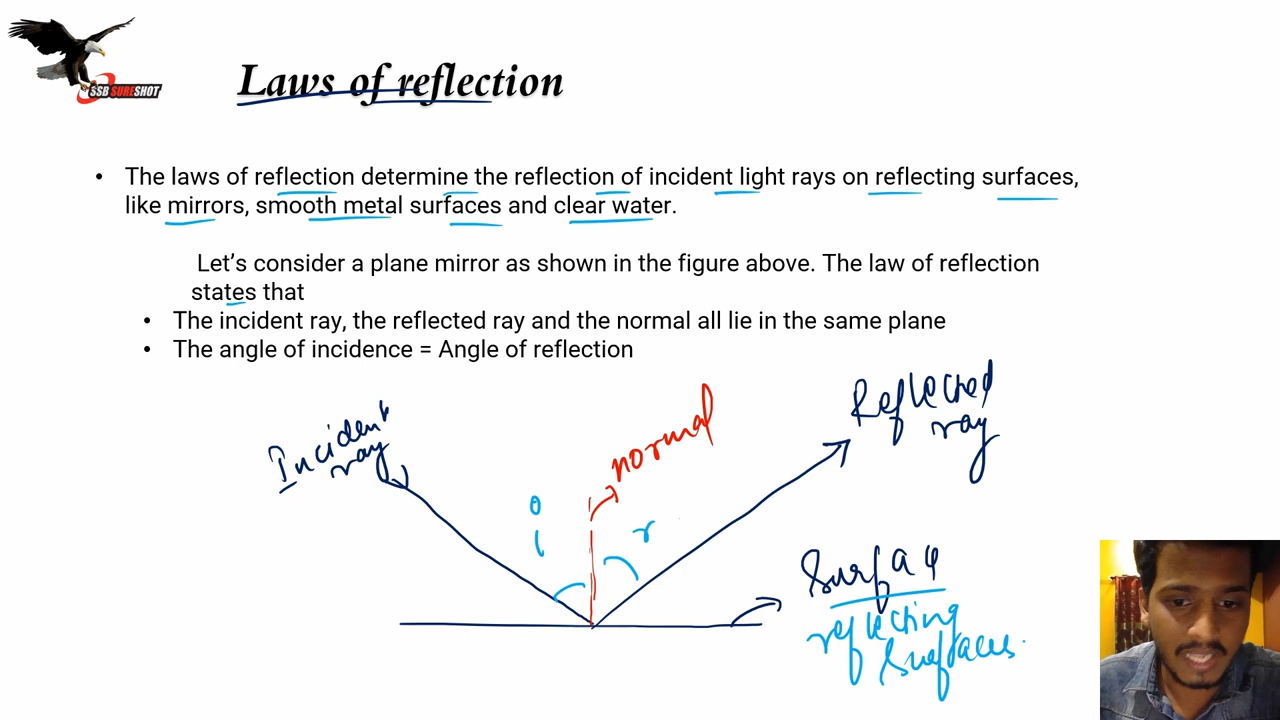 SSB SURESHOT
Laws of reflection
• The laws of reflection determine the reflection of incident light rays on reflecting surfaces,
like mirrors, smooth metal surfaces and clear water.
Let’s consider a plane mirror as shown in the figure above. The law of reflection
states that
• The incident ray, the reflected ray and the normal all lie in the same plane
• The angle of incidence = Angle of reflection
Incident
ray
normal
Reflected
ray
i
r
Surface
reflecting
Surfaces.